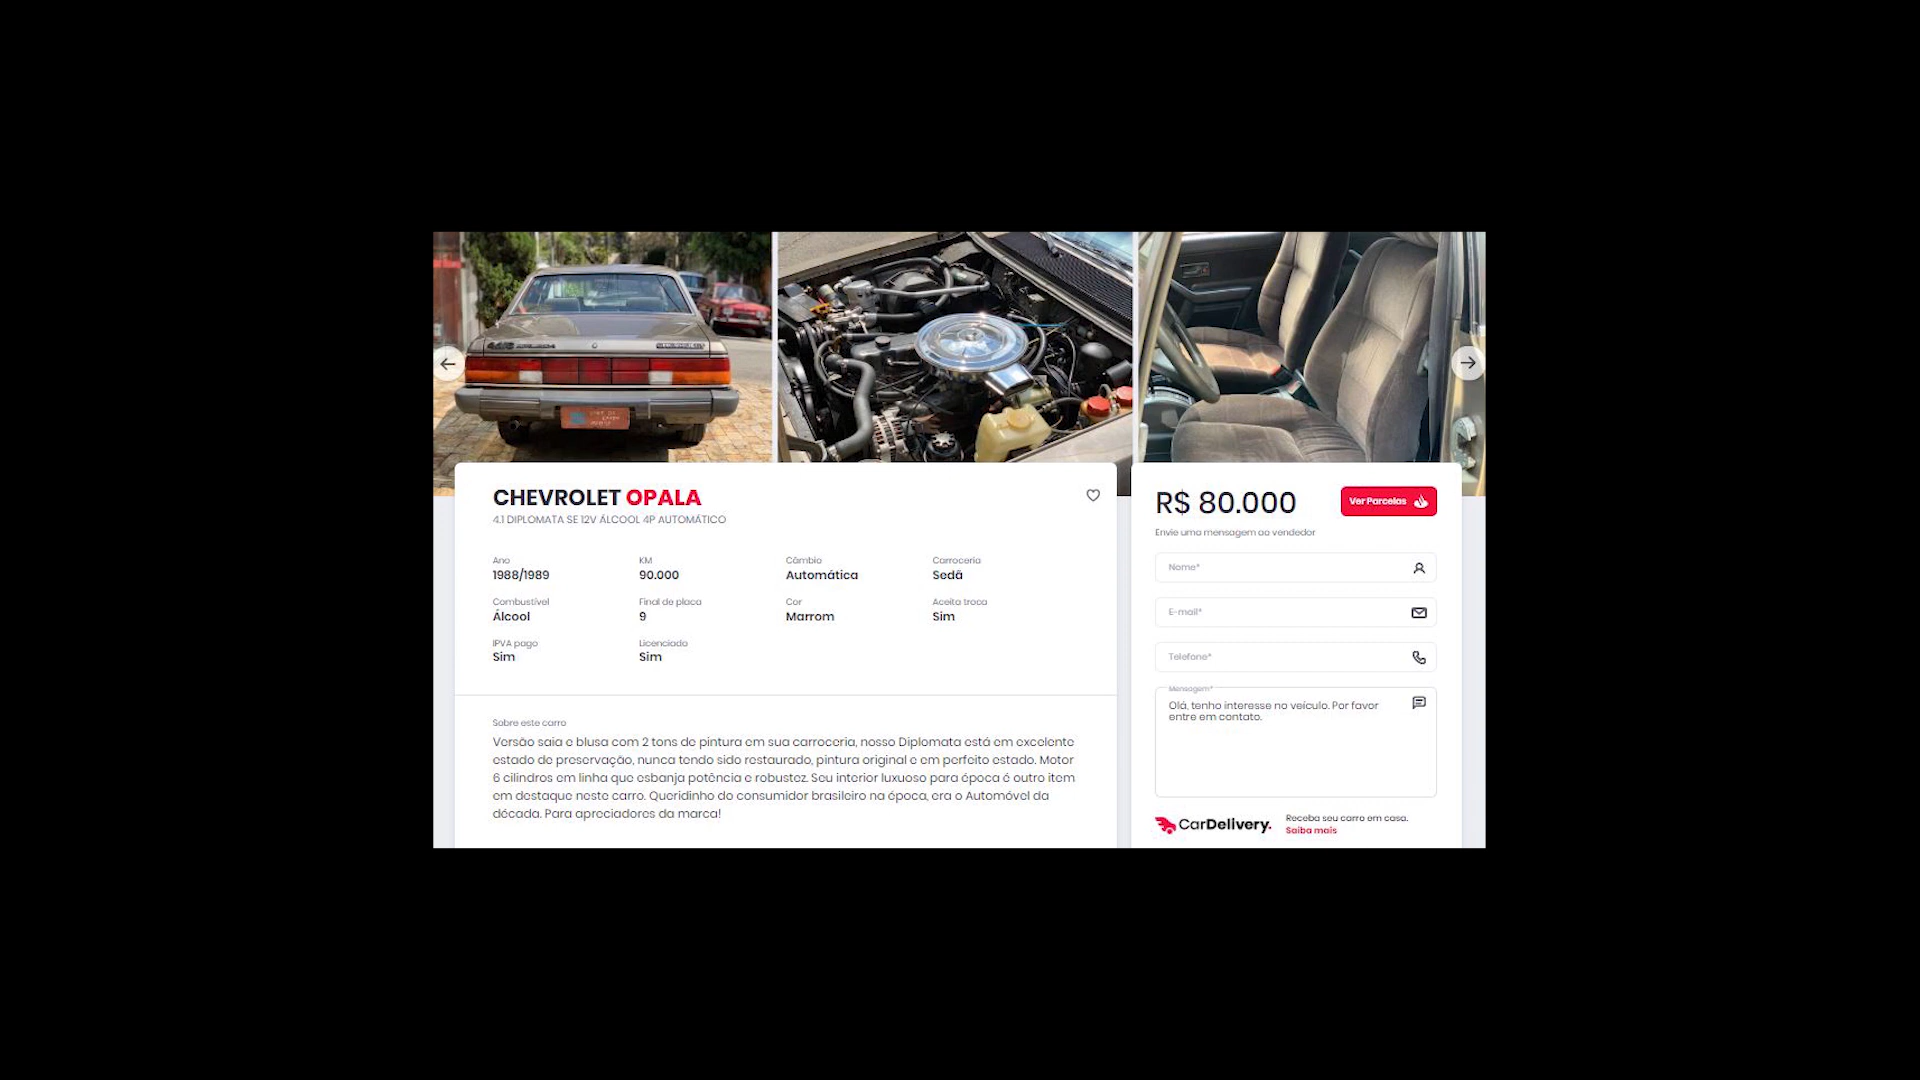 CHEVROLET OPALA
4.1 DIPLOMATA SE 12V ÁLCOOL 4P AUTOMÁTICO
Ano
1988/1989
KM
90.000
Câmbio
Automática
Carroceria
Sedã
Combustível
Álcool
Final de placa
9
Cor
Marrom
Aceita troca
Sim
IPVA pago
Sim
Licenciado
Sim
Sobre este carro
Versão saia e blusa com 2 tons de pintura em sua carroceria, nosso Diplomata está em excelente
estado de preservação, nunca tendo sido restaurado, pintura original e em perfeito estado. Motor
6 cilindros em linha que esbanja potência e robustez. Seu interior luxuoso para época é outro item
em destaque neste carro. Queridinho do consumidor brasileiro na época, era o Automóvel da
década. Para apreciadores da marca!
R$ 80.000
Ver Parcelas
Envie uma mensagem ao vendedor
Nome*
E-mail*
Telefone*
Mensagem*
Olá, tenho interesse no veículo. Por favor
entre em contato.
CarDelivery.
Receba seu carro em casa.
Saiba mais